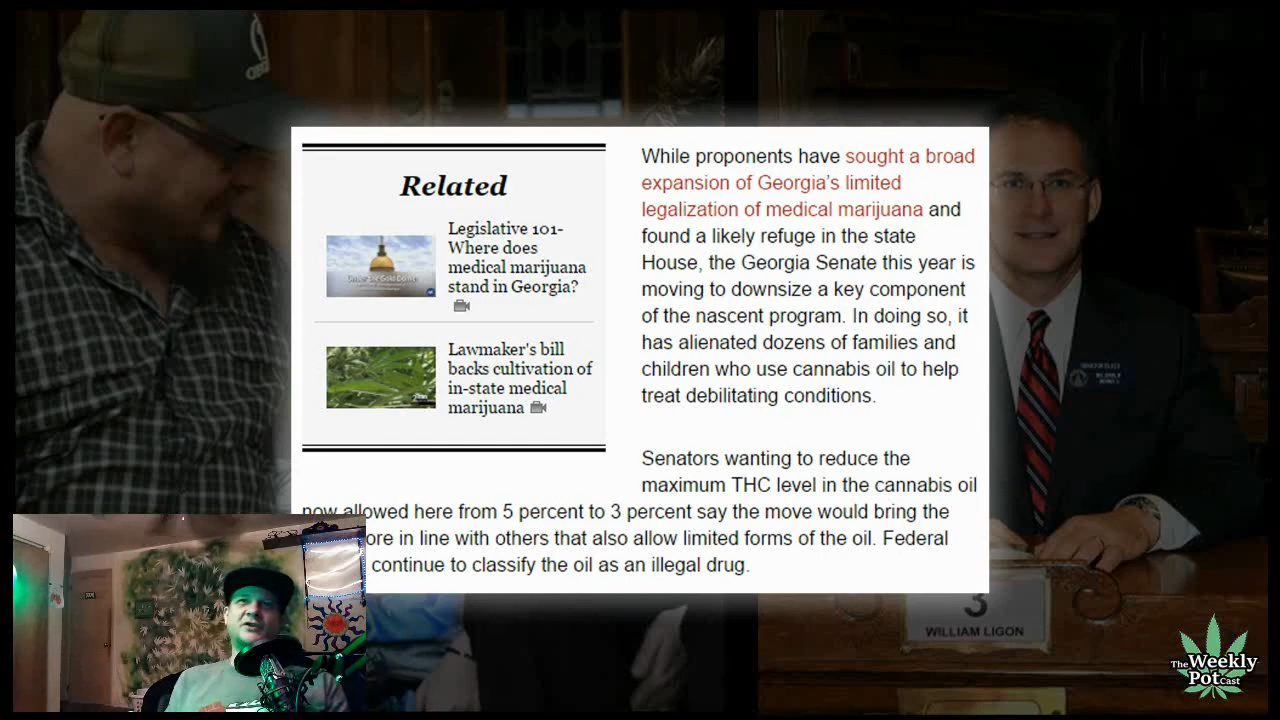 Related
Legislative 101-
Where does
medical marijuana
stand in Georgia?
Lawmaker's bill
backs cultivation of
in-state medical
marijuana
While proponents have sought a broad
expansion of Georgia's limited
legalization of medical marijuana and
found a likely refuge in the state
House, the Georgia Senate this year is
moving to downsize a key component
of the nascent program. In doing so, it
has alienated dozens of families and
children who use cannabis oil to help
treat debilitating conditions.
Senators wanting to reduce the
maximum THC level in the cannabis oil
now allowed here from 5 percent to 3 percent say the move would bring the
ore in line with others that also allow limited forms of the oil. Federal
continue to classify the oil as an illegal drug.
3
WILLIAM LIGON
The Weekly
PotCast